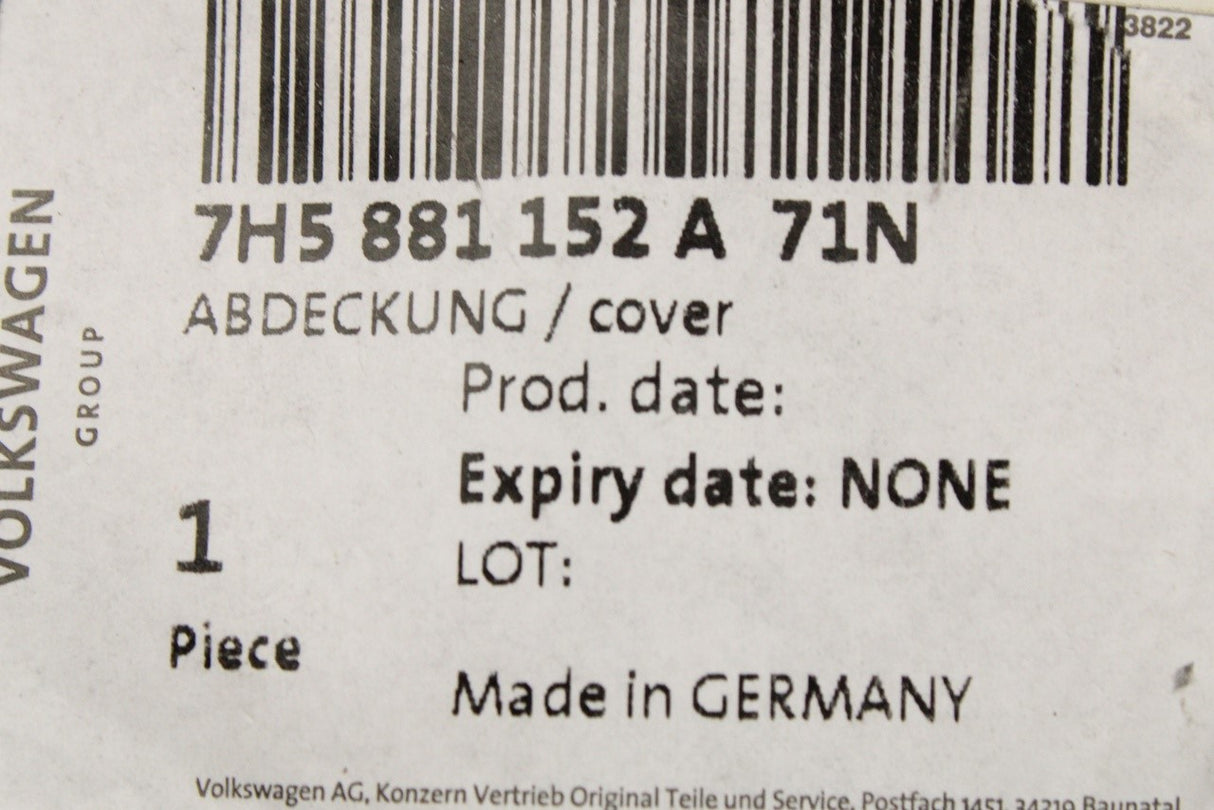 3822
7H5 881 152 A 71N
ABDECKUNG / cover
Prod. date:
Expiry date: NONE
LOT:
1
Piece
Made in GERMANY
VOLKSWAGEN
GROUP
Volkswagen AG, Konzern Vertrieb Original Teile und Service, Postfach 1451, 34219 Baunatal